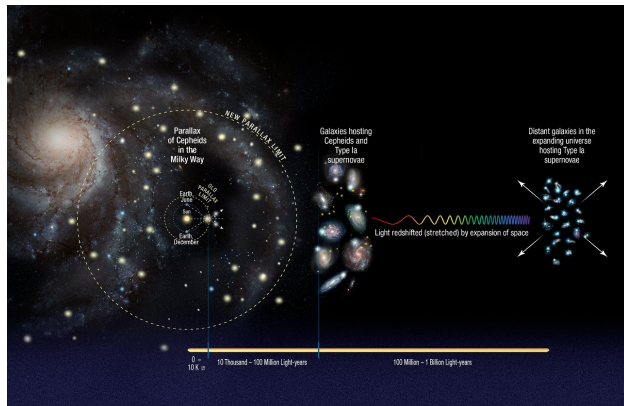 Parallax
of Cepheids
in the
Milky Way
NEW PARALLAX LIMIT
OLD
PARALLAX
LIMIT
Earth,
June
Sun
Earth,
December
Galaxies hosting
Cepheids and
Type Ia
supernovae
Distant galaxies in the
expanding universe
hosting Type Ia
supernovae
Light redshifted (stretched) by expansion of space
0 –
10 K LY
10 Thousand – 100 Million Light-years
100 Million – 1 Billion Light-years